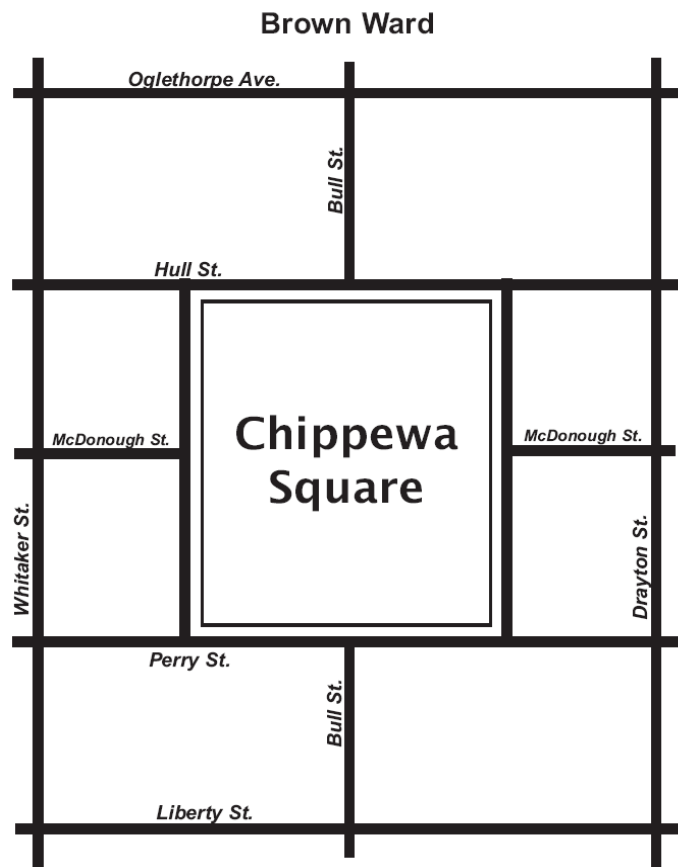 Brown Ward
Oglethorpe Ave.
Bull St.
Hull St.
McDonough St.
Chippewa
Square
McDonough St.
Whitaker St.
Drayton St.
Perry St.
Bull St.
Liberty St.